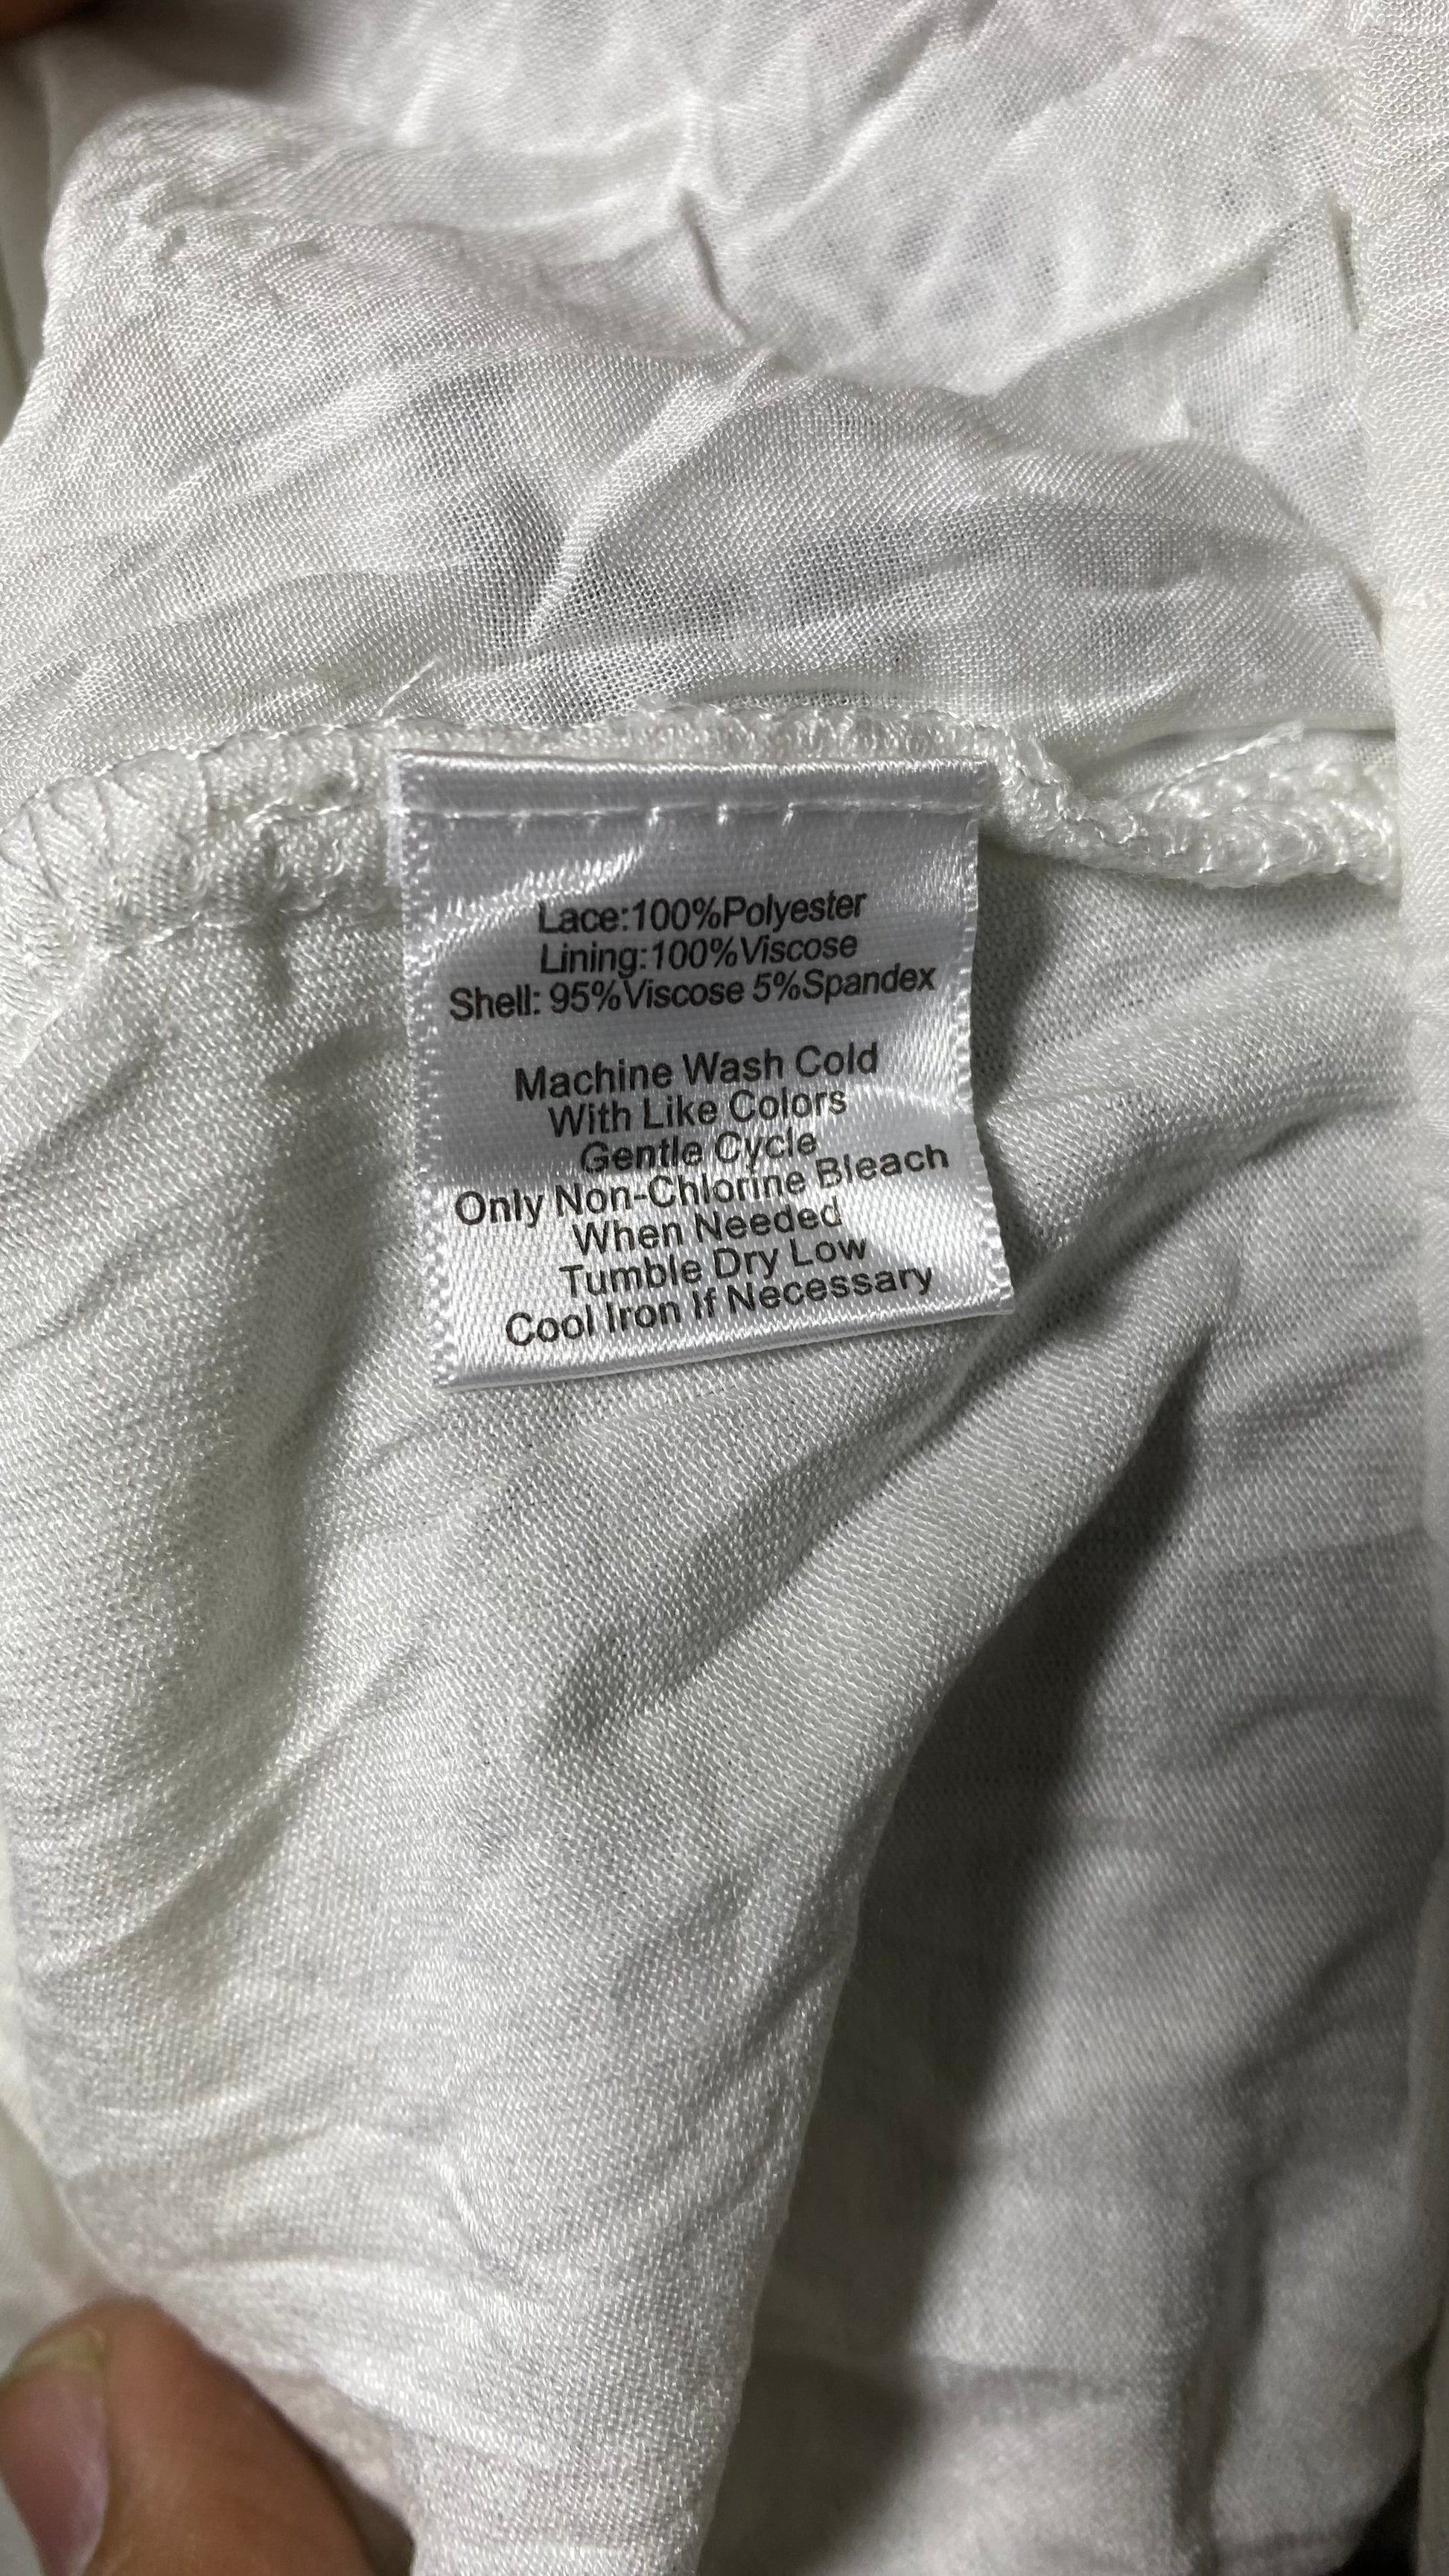 Lace:100%Polyester
Lining:100%Viscose
Shell: 95%Viscose 5%Spandex
Machine Wash Cold
With Like Colors
Gentle Cycle
Only Non-Chlorine Bleach
When Needed
Tumble Dry Low
Cool Iron If Necessary